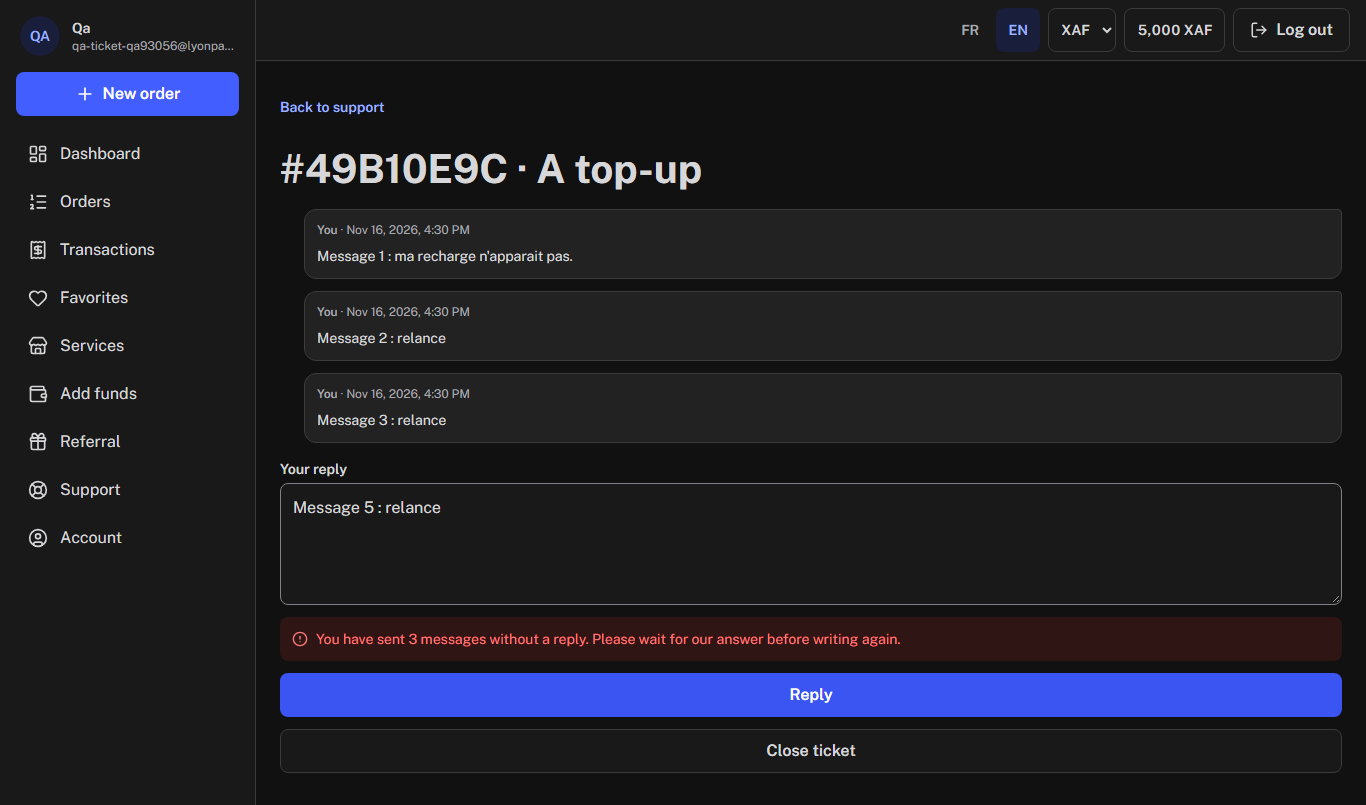 QA
Qa
qa-ticket-qa93056@lyonpa...
New order
Dashboard
Orders
Transactions
Favorites
Services
Add funds
Referral
Support
Account
FR
EN
XAF
5,000 XAF
Log out
Back to support
#49B10E9C · A top-up
You · Nov 16, 2026, 4:30 PM
Message 1 : ma recharge n'apparait pas.
You · Nov 16, 2026, 4:30 PM
Message 2 : relance
You · Nov 16, 2026, 4:30 PM
Message 3 : relance
Your reply
Message 5 : relance
You have sent 3 messages without a reply. Please wait for our answer before writing again.
Reply
Close ticket